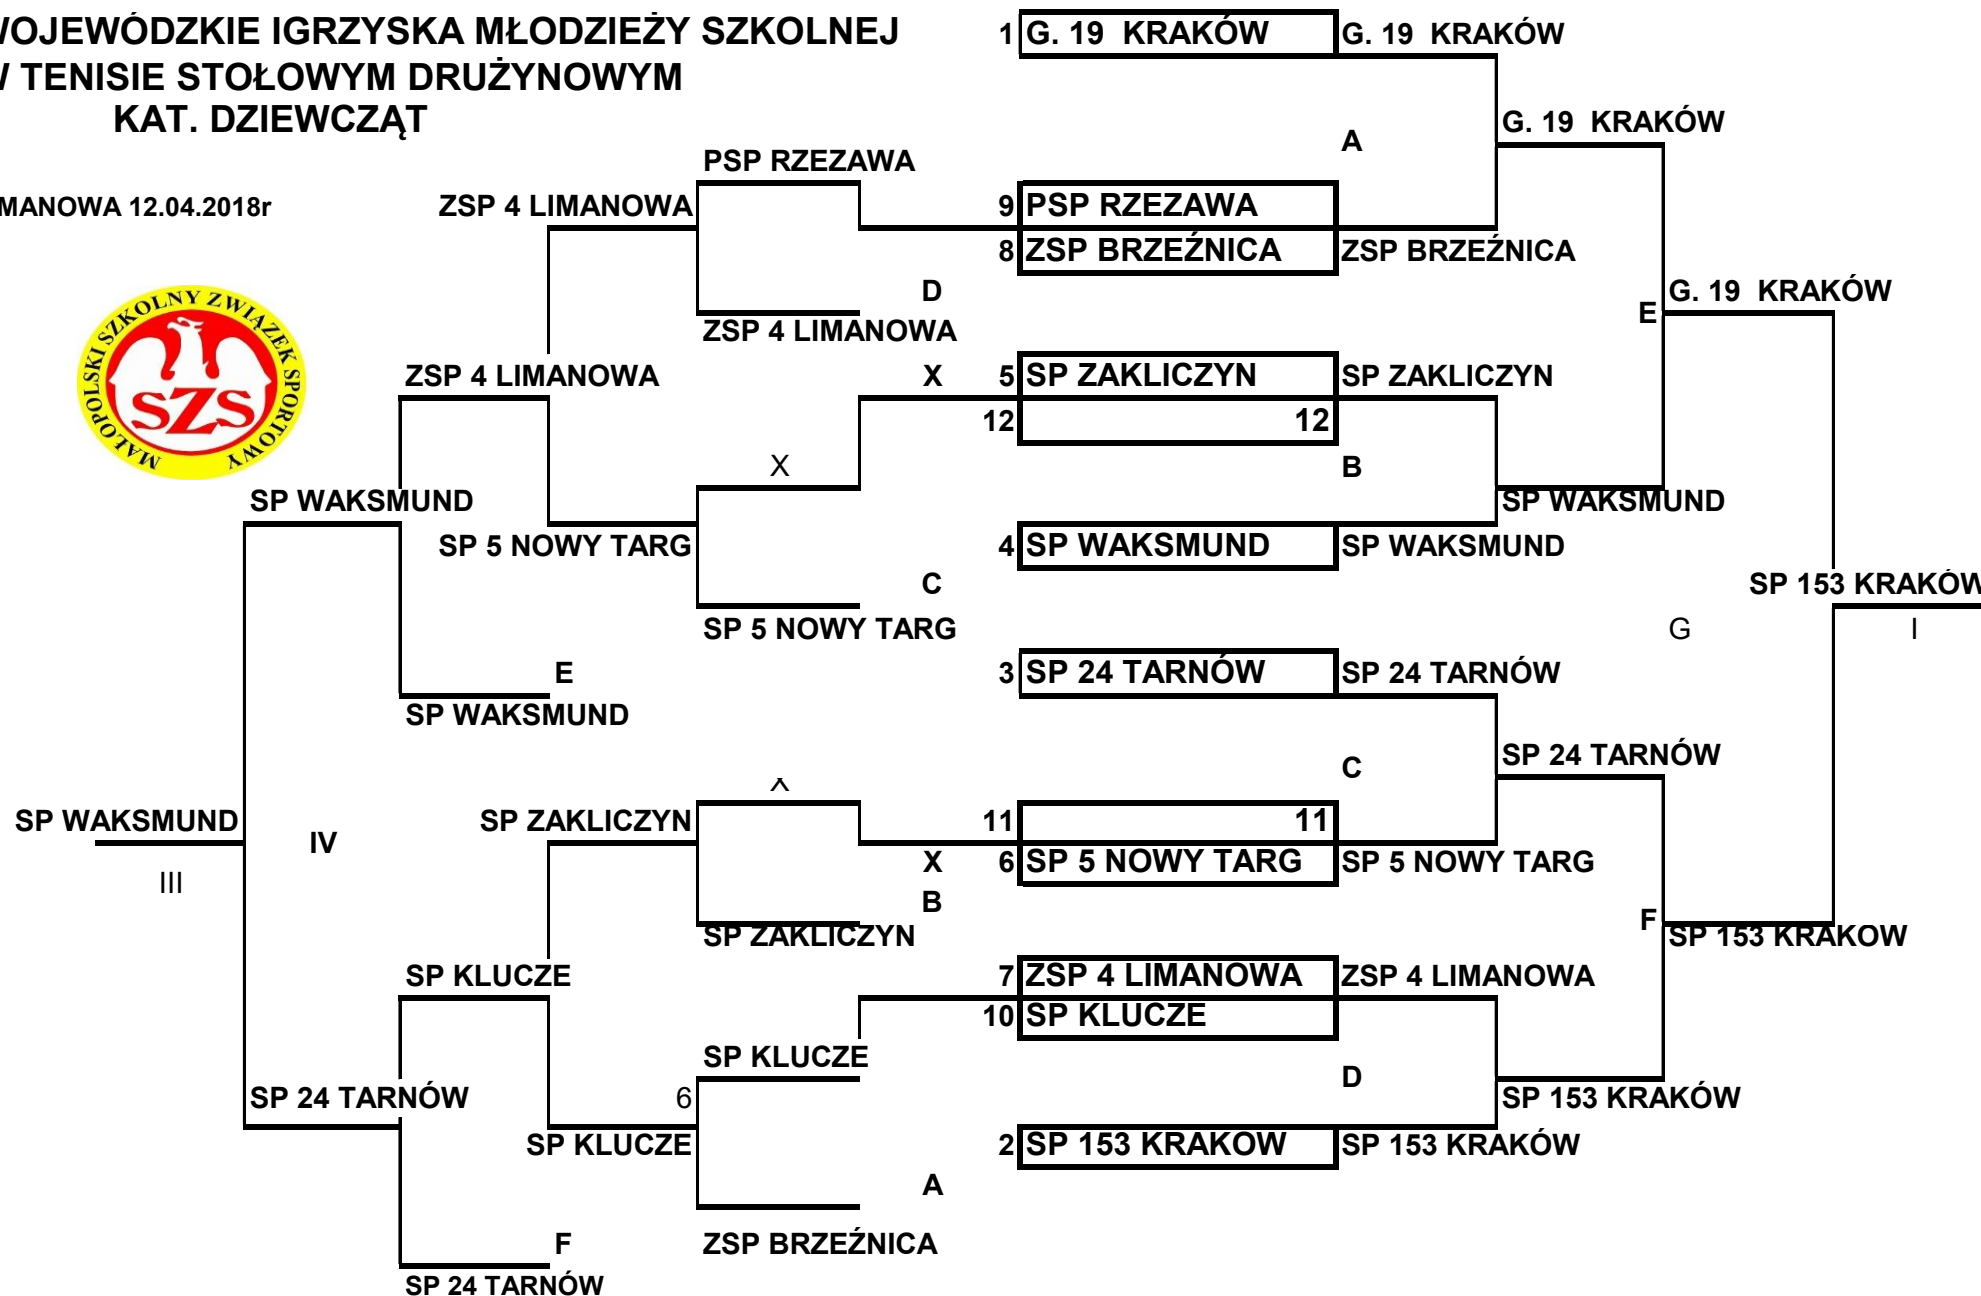 WOJEWÓDZKIE IGRZYSKA MŁODZIEŻY SZKOLNEJ
W TENISIE STOŁOWYM DRUŻYNOWYM
KAT. DZIEWCZĄT
MANOWA 12.04.2018r
MAŁOPOLSKI SZKOLNY ZWIĄZEK SPORTOWY
SZS
1 G. 19 KRAKÓW G. 19 KRAKÓW
G. 19 KRAKÓW
A
PSP RZEZAWA
ZSP 4 LIMANOWA 9 PSP RZEZAWA
8 ZSP BRZEŹNICA ZSP BRZEŹNICA
D G. 19 KRAKÓW
E
ZSP 4 LIMANOWA
ZSP 4 LIMANOWA X 5 SP ZAKLICZYN SP ZAKLICZYN
12 12
X B
SP WAKSMUND SP WAKSMUND
SP 5 NOWY TARG 4 SP WAKSMUND SP WAKSMUND
C SP 153 KRAKÓW
SP 5 NOWY TARG G I
E 3 SP 24 TARNÓW SP 24 TARNÓW
SP WAKSMUND
SP 24 TARNÓW
C
X
SP WAKSMUND SP ZAKLICZYN 11 11
IV
X 6 SP 5 NOWY TARG SP 5 NOWY TARG
III
B
F
SP ZAKLICZYN SP 153 KRAKÓW
SP KLUCZE 7 ZSP 4 LIMANOWA ZSP 4 LIMANOWA
10 SP KLUCZE
SP KLUCZE
D
SP 24 TARNÓW 6 SP 153 KRAKÓW
SP KLUCZE 2 SP 153 KRAKÓW SP 153 KRAKÓW
A
F ZSP BRZEŹNICA
SP 24 TARNÓW